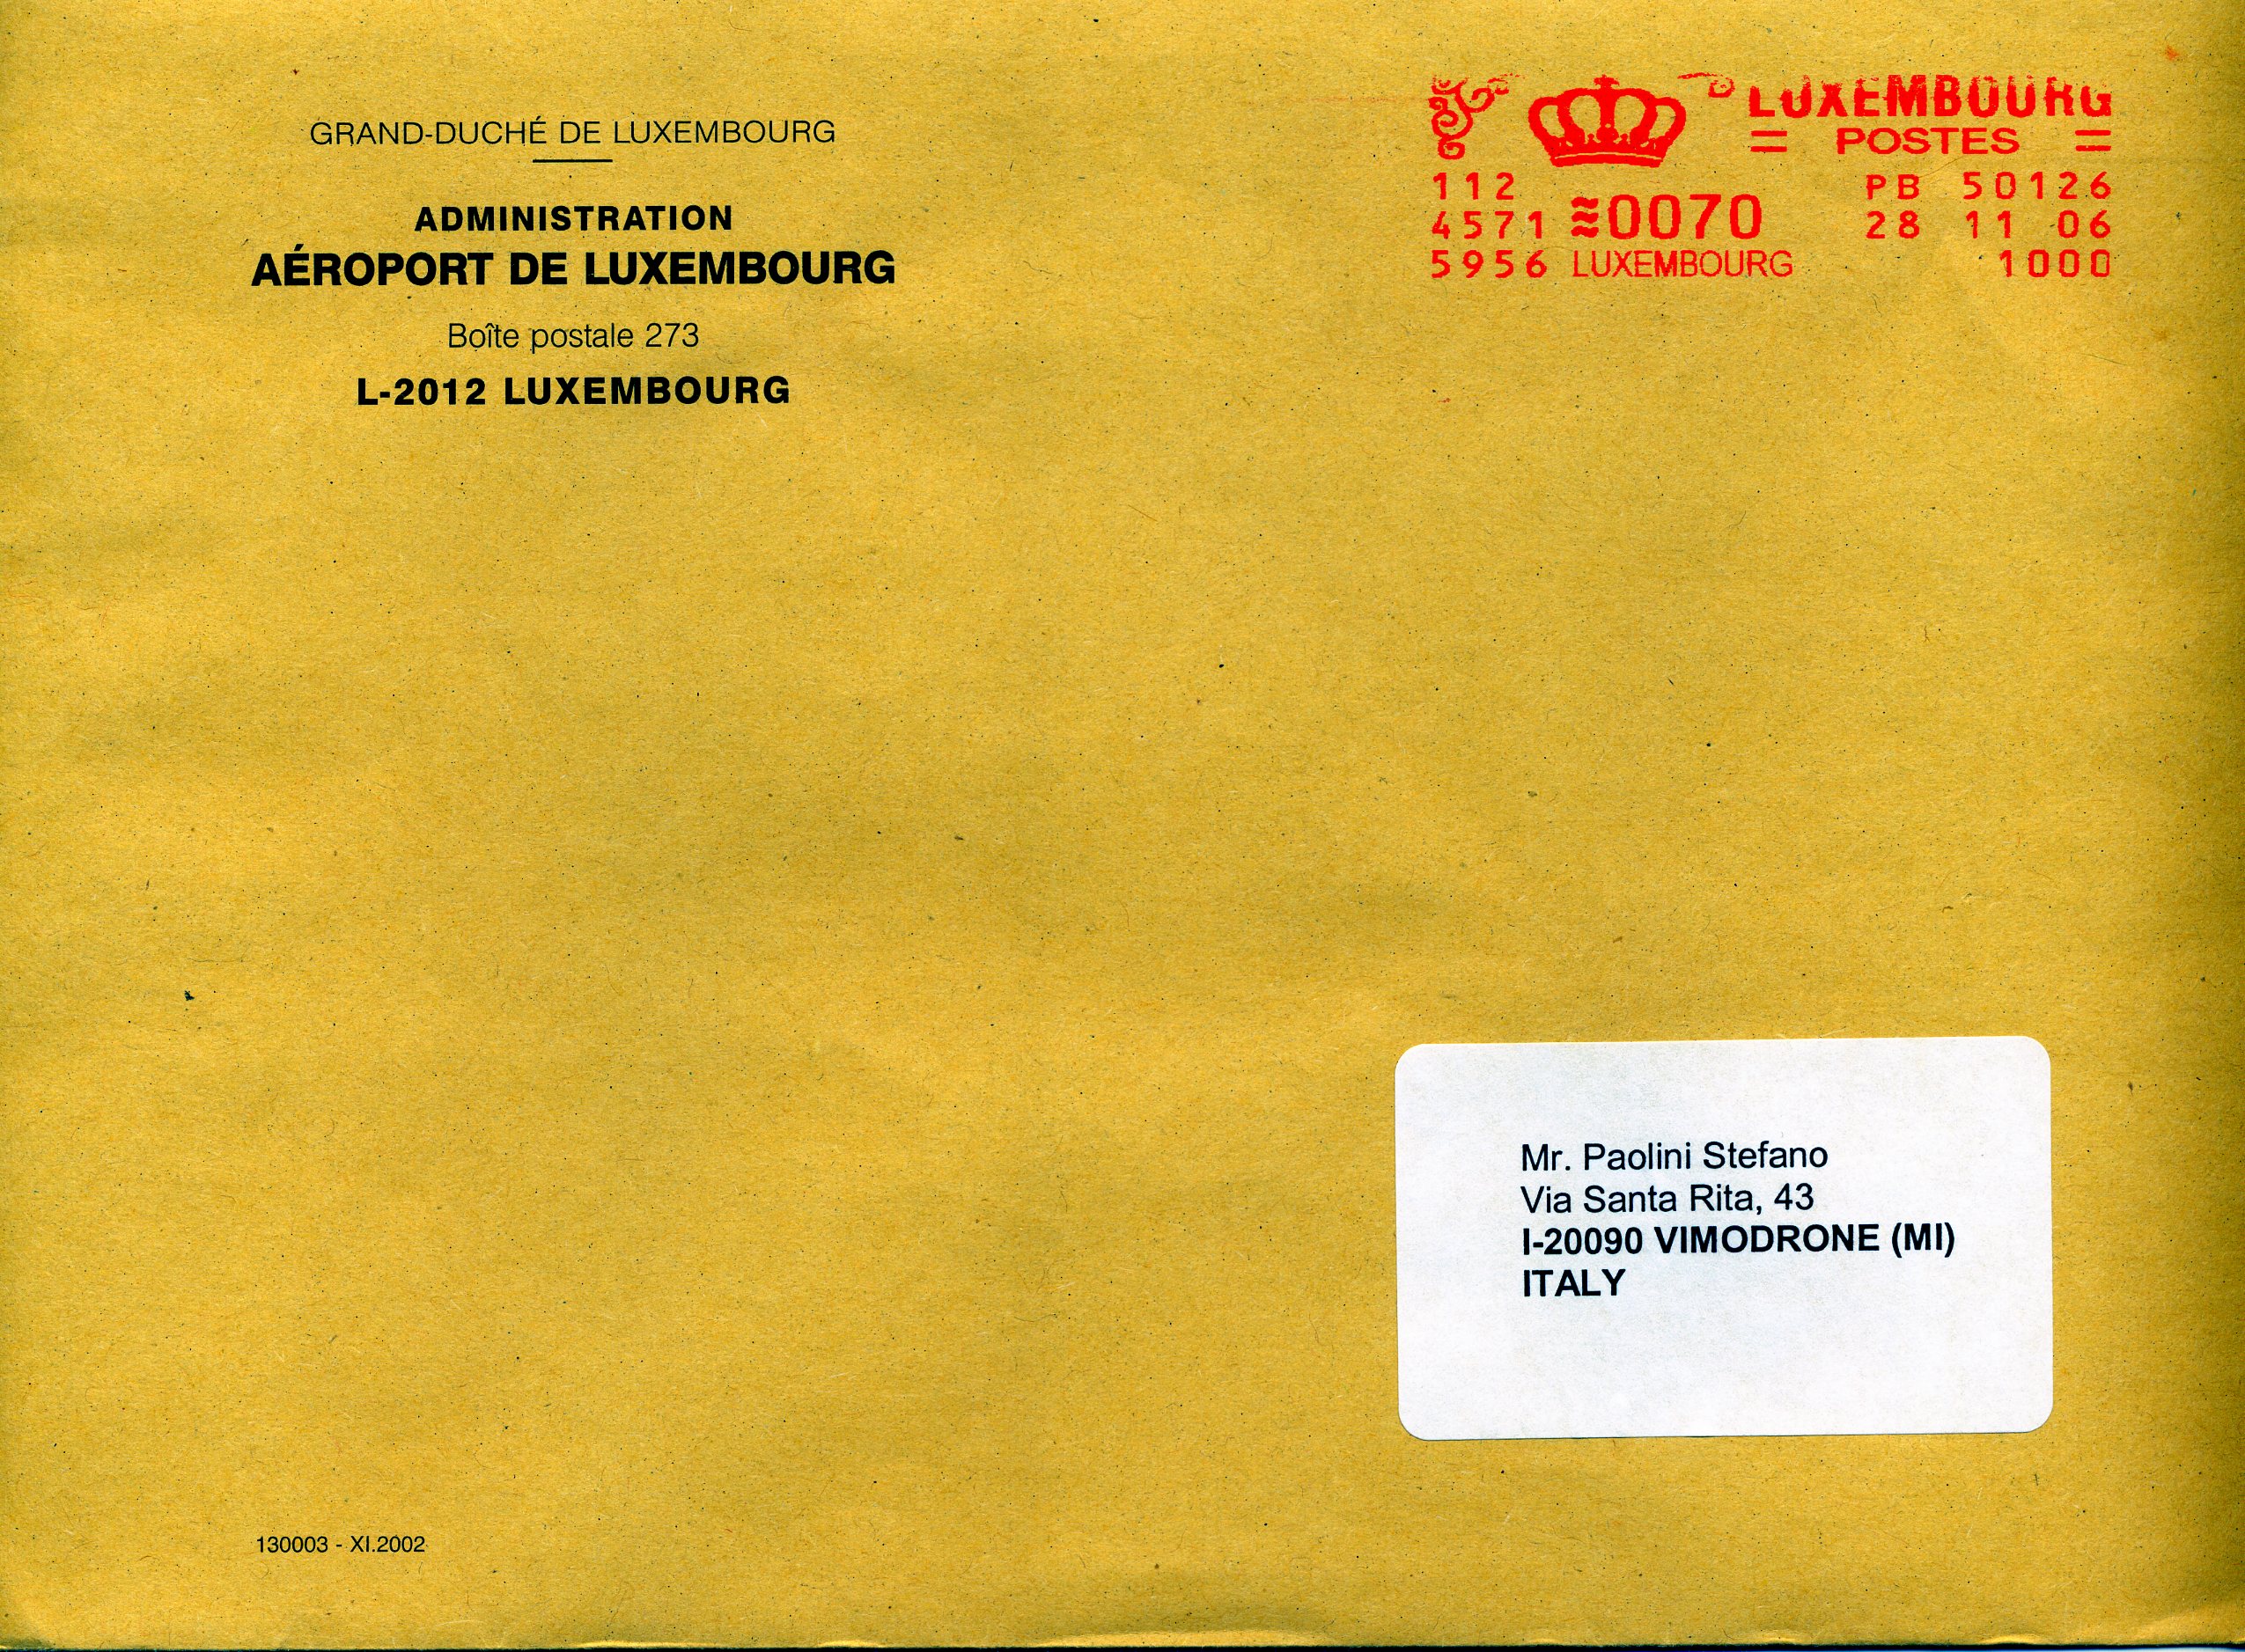 GRAND-DUCHÉ DE LUXEMBOURG
ADMINISTRATION
AÉROPORT DE LUXEMBOURG
Boîte postale 273
L-2012 LUXEMBOURG
LUXEMBOURG
= POSTES =
112
4571
5956
≋0070
LUXEMBOURG
PB 50126
28 11 06
1000
Mr. Paolini Stefano
Via Santa Rita, 43
I-20090 VIMODRONE (MI)
ITALY
130003 - XI.2002